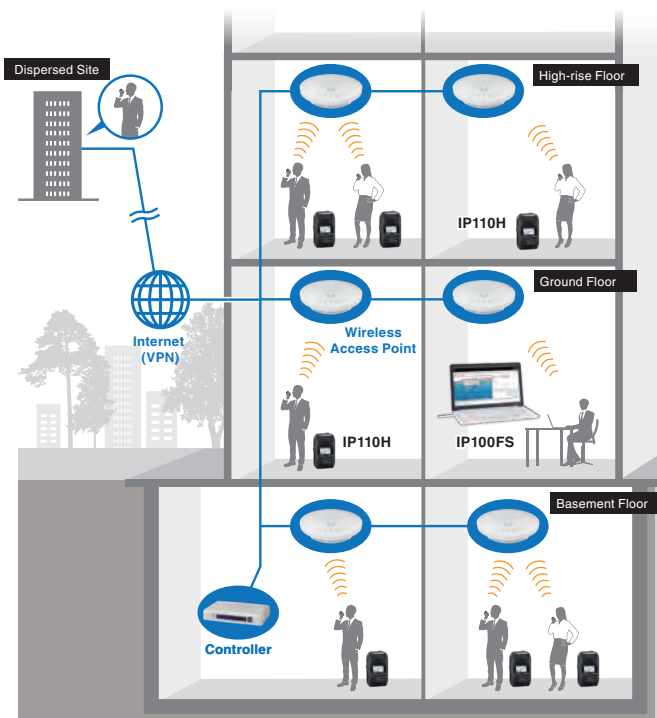 Dispersed Site
High-rise Floor
IP110H
Ground Floor
Internet
(VPN)
Wireless
Access Point
IP110H
IP100FS
Basement Floor
Controller